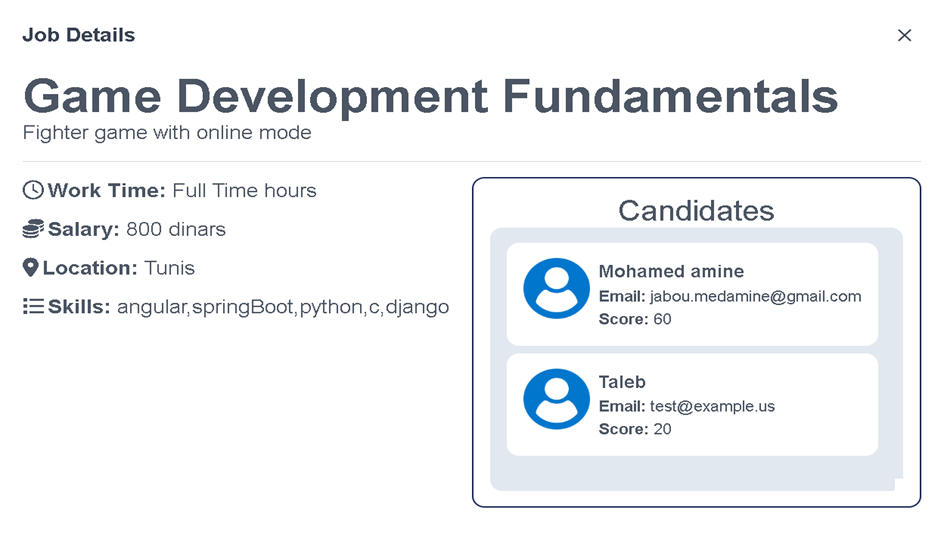 Job Details
Game Development Fundamentals
Fighter game with online mode
Work Time: Full Time hours
Salary: 800 dinars
Location: Tunis
Skills: angular,springBoot,python,c,django
Candidates
Mohamed amine
Email: jabou.medamine@gmail.com
Score: 60
Taleb
Email: test@example.us
Score: 20